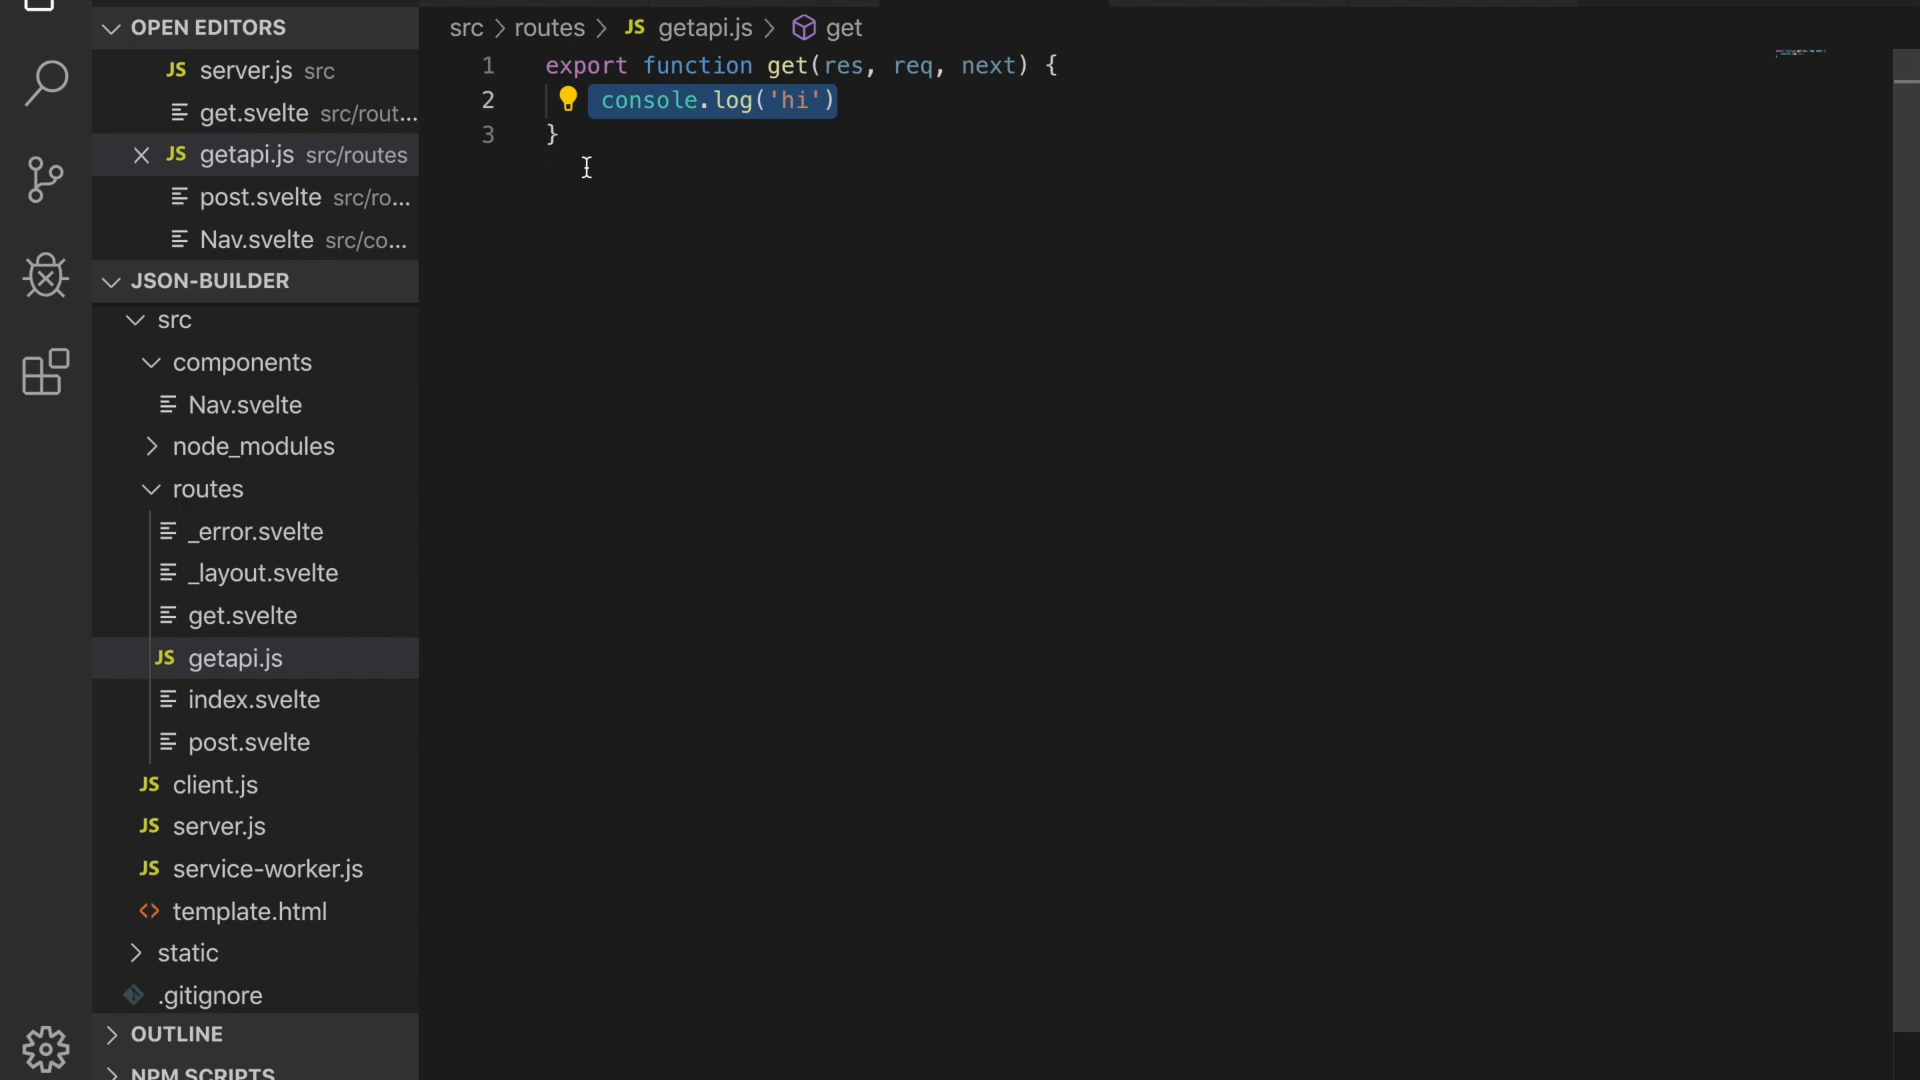 OPEN EDITORS
JS server.js src
get.svelte src/rout...
JS getapi.js src/routes
post.svelte src/ro...
Nav.svelte src/co...
JSON-BUILDER
src
components
Nav.svelte
node_modules
routes
_error.svelte
_layout.svelte
get.svelte
JS getapi.js
index.svelte
post.svelte
JS client.js
JS server.js
JS service-worker.js
<> template.html
static
.gitignore
OUTLINE
NPM SCRIPTS
src > routes > JS getapi.js > get
1 export function get(res, req, next) {
2 console.log('hi')
3 }